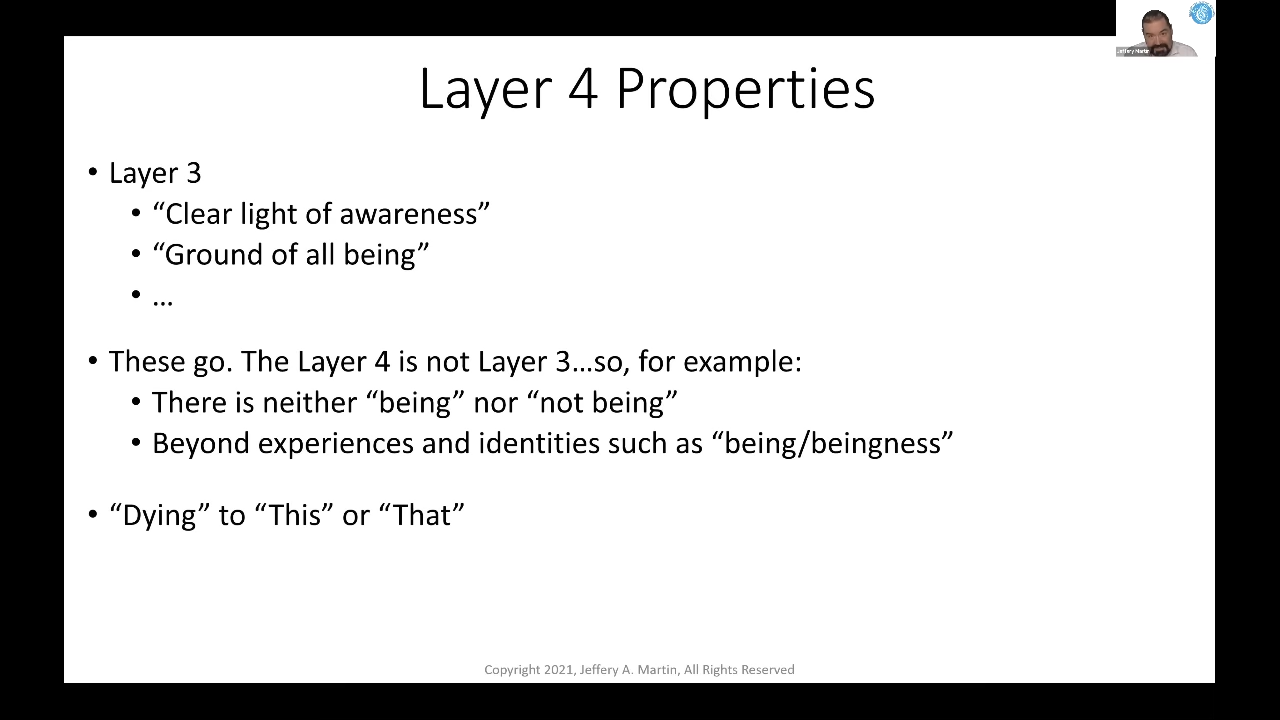 Jeffery Martin
Layer 4 Properties
• Layer 3
• “Clear light of awareness”
• “Ground of all being”
• …
• These go. The Layer 4 is not Layer 3…so, for example:
• There is neither “being” nor “not being”
• Beyond experiences and identities such as “being/beingness”
• “Dying” to “This” or “That”
Copyright 2021, Jeffery A. Martin, All Rights Reserved